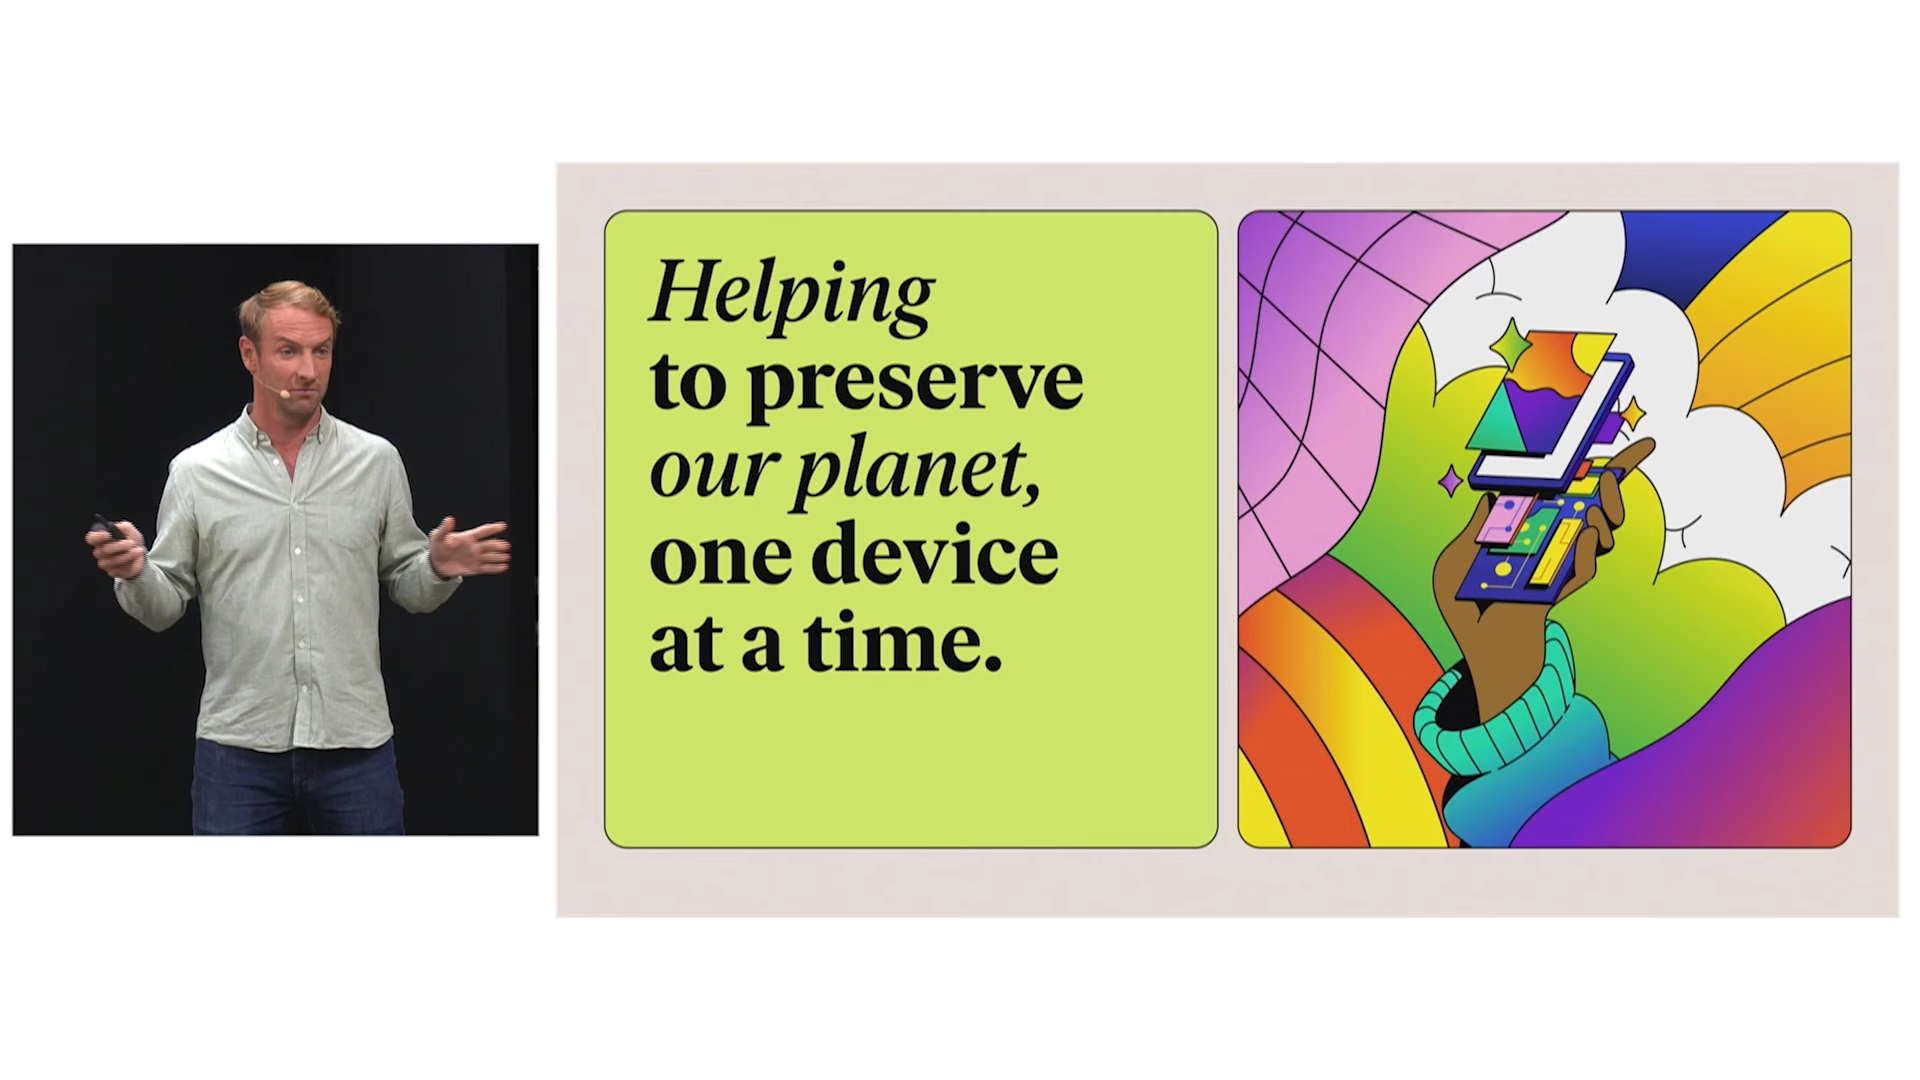 Helping
to preserve
our planet,
one device
at a time.